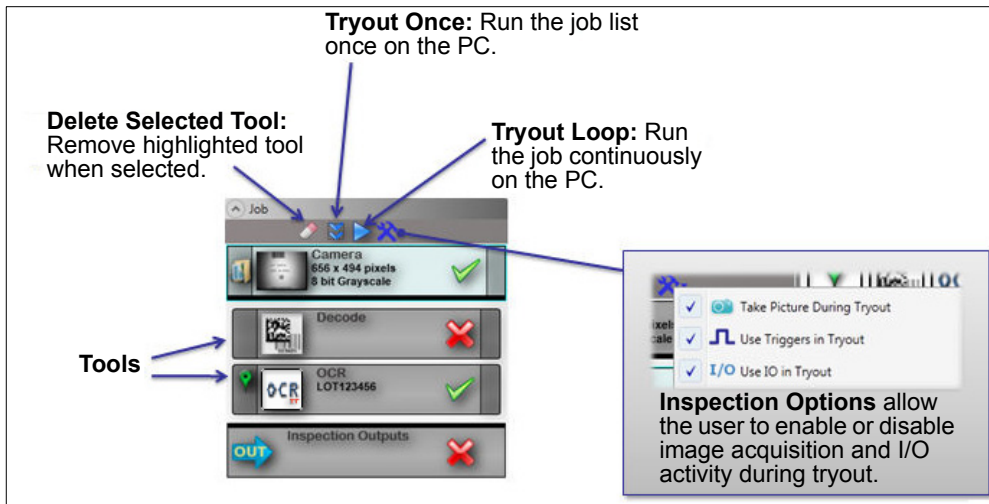 Tryout Once: Run the job list
once on the PC.
Delete Selected Tool:
Remove highlighted tool
when selected.
Tryout Loop: Run
the job continuously
on the PC.
Job
Camera
656 x 494 pixels
8 bit Grayscale
Decode
Tools
OCR
LOT123456
OCR
Inspection Outputs
OUT
Take Picture During Tryout
Use Triggers in Tryout
I/O Use IO in Tryout
Inspection Options allow
the user to enable or disable
image acquisition and I/O
activity during tryout.